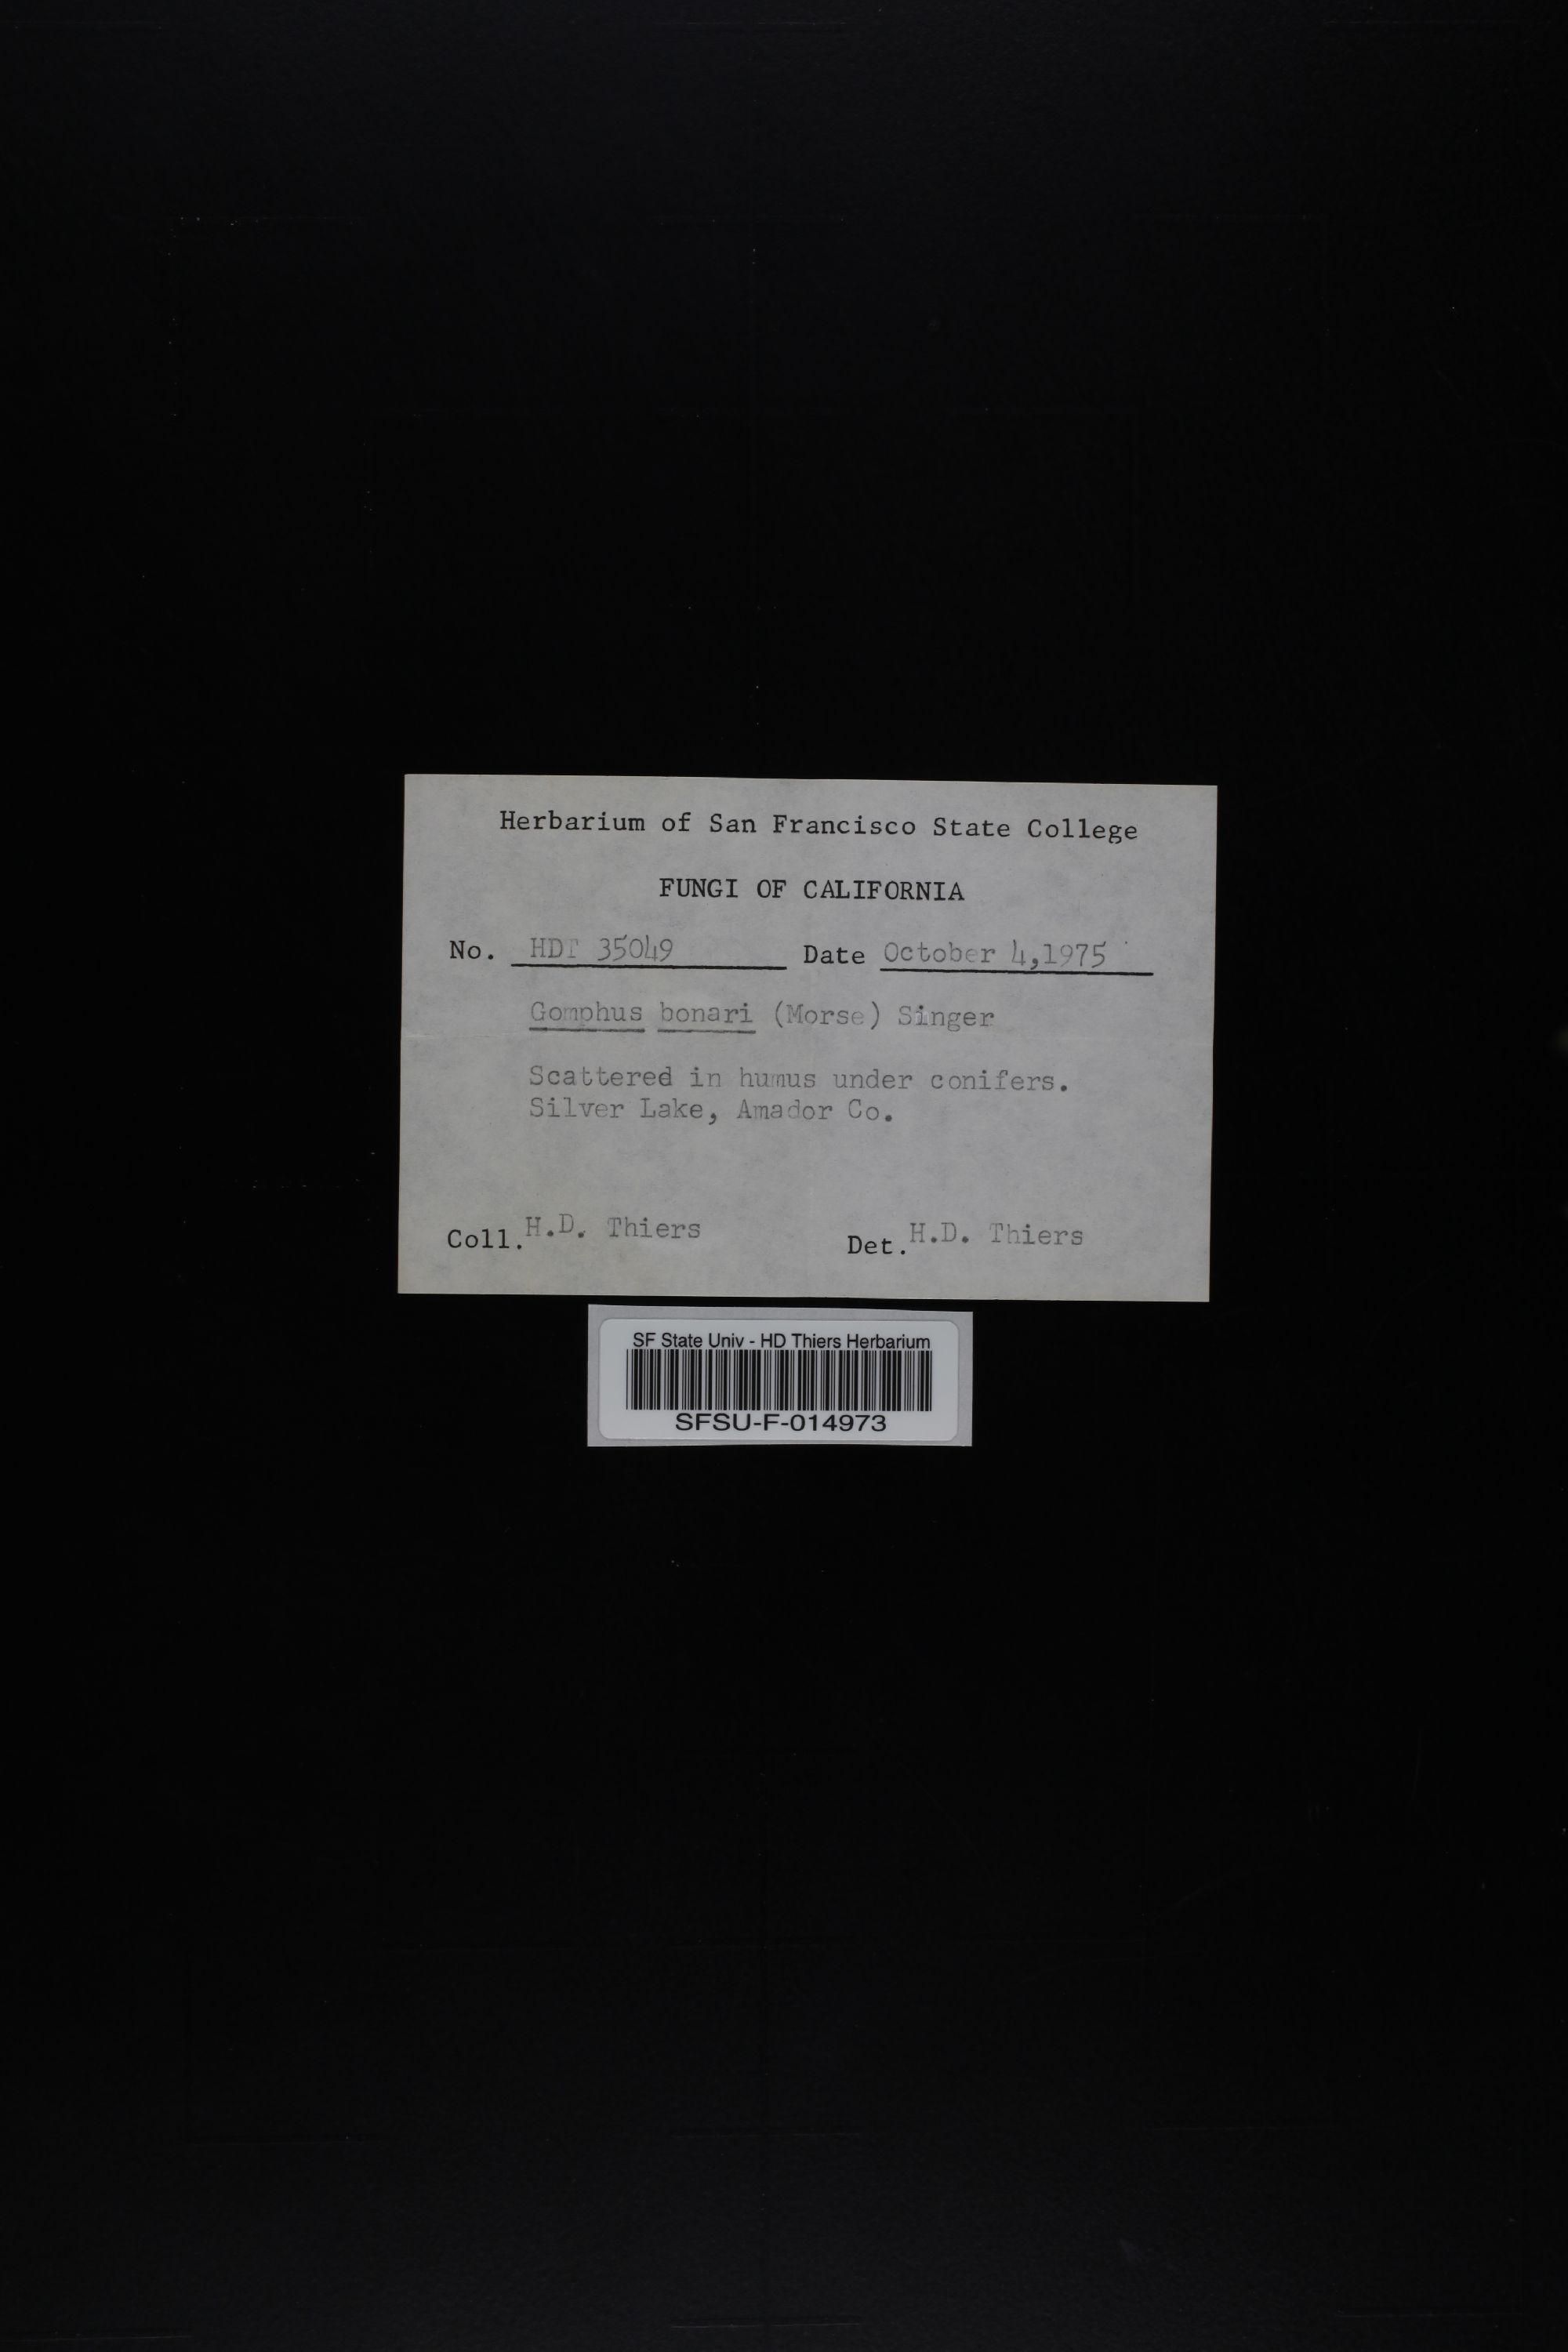 Herbarium of San Francisco State College
FUNGI OF CALIFORNIA
No. HDT 35049 Date October 4,1975
Gomphus bonari (Morse) Singer
Scattered in humus under conifers.
Silver Lake, Amador Co.
Coll. H.D. Thiers Det. H.D. Thiers
SF State Univ - HD Thiers Herbarium
SFSU-F-014973